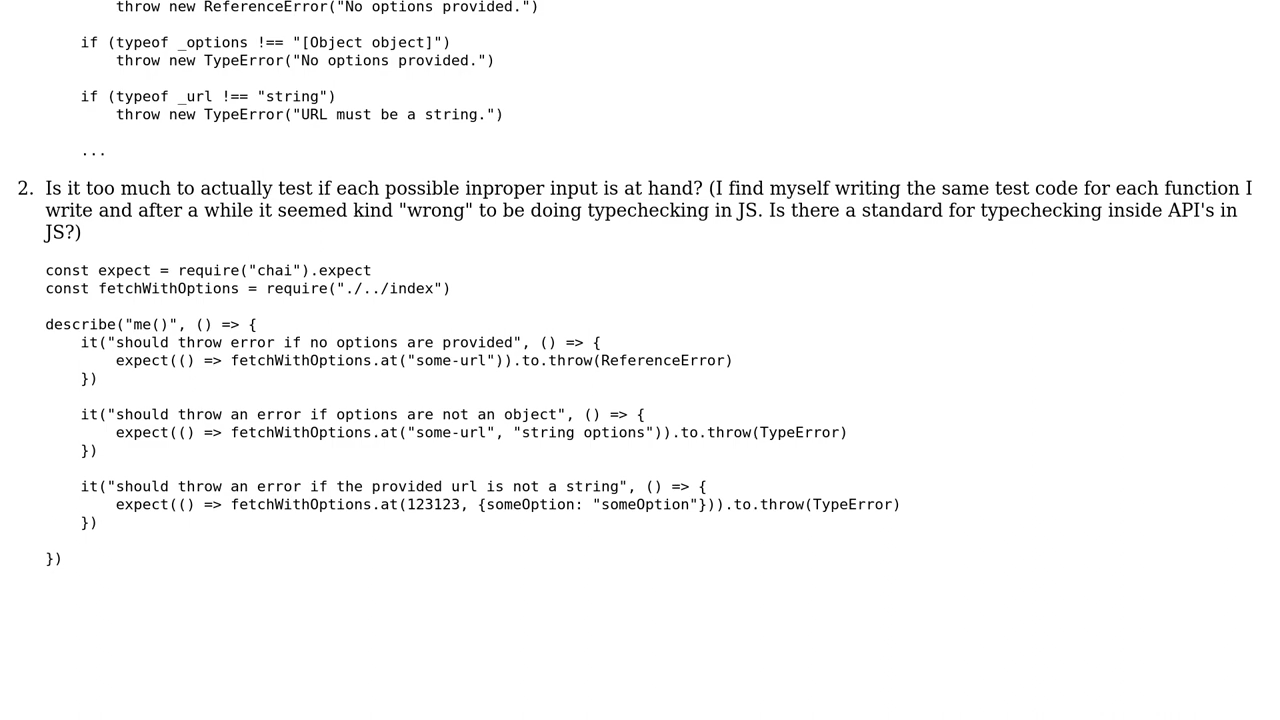 throw new ReferenceError("No options provided.")
if (typeof _options !== "[Object object]")
throw new TypeError("No options provided.")
if (typeof _url !== "string")
throw new TypeError("URL must be a string.")
...
2. Is it too much to actually test if each possible inproper input is at hand? (I find myself writing the same test code for each function I
write and after a while it seemed kind "wrong" to be doing typechecking in JS. Is there a standard for typechecking inside API's in
JS?)
const expect = require("chai").expect
const fetchWithOptions = require("./../index")
describe("me()", () => {
it("should throw error if no options are provided", () => {
expect(() => fetchWithOptions.at("some-url")).to.throw(ReferenceError)
})
it("should throw an error if options are not an object", () => {
expect(() => fetchWithOptions.at("some-url", "string options")).to.throw(TypeError)
})
it("should throw an error if the provided url is not a string", () => {
expect(() => fetchWithOptions.at(123123, {someOption: "someOption"})).to.throw(TypeError)
})
})